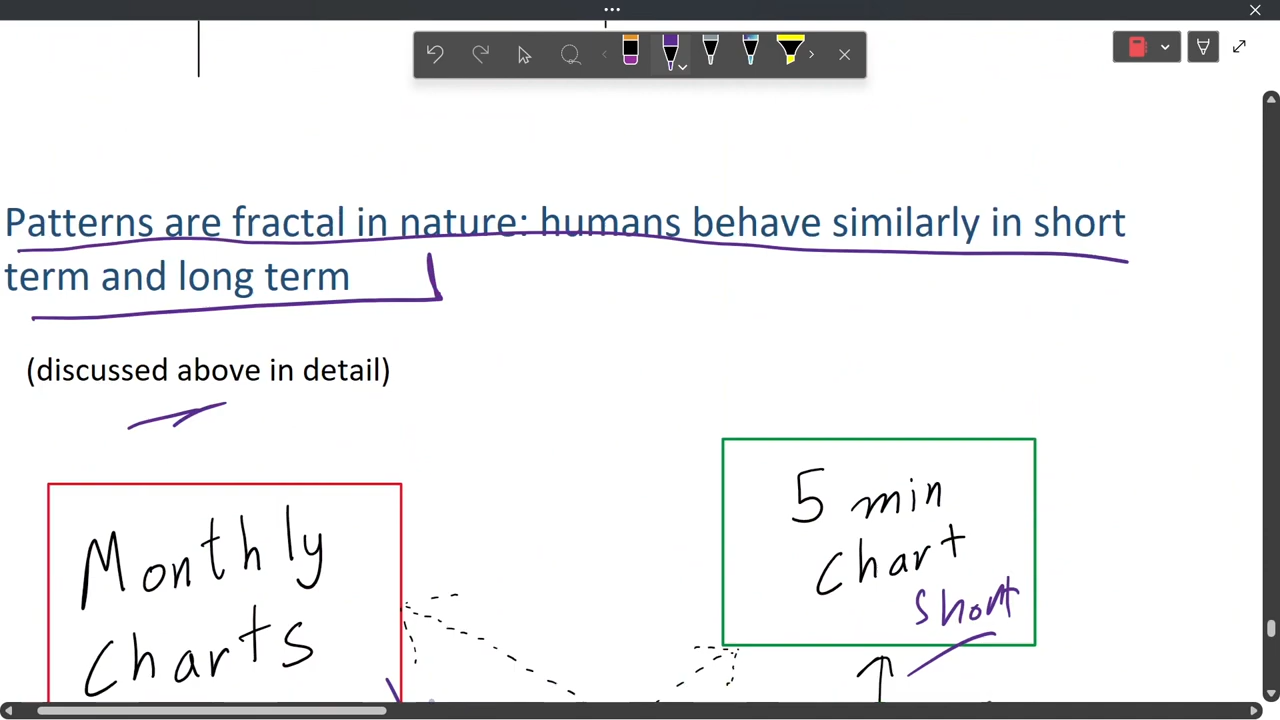 Patterns are fractal in nature: humans behave similarly in short
term and long term
(discussed above in detail)
5 min
chart
short
Monthly
charts